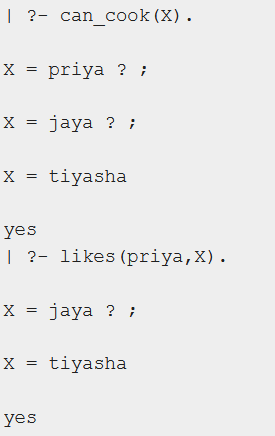 | ?- can_cook(X).
X = priya ? ;
X = jaya ? ;
X = tiyasha
yes
| ?- likes(priya,X).
X = jaya ? ;
X = tiyasha
yes